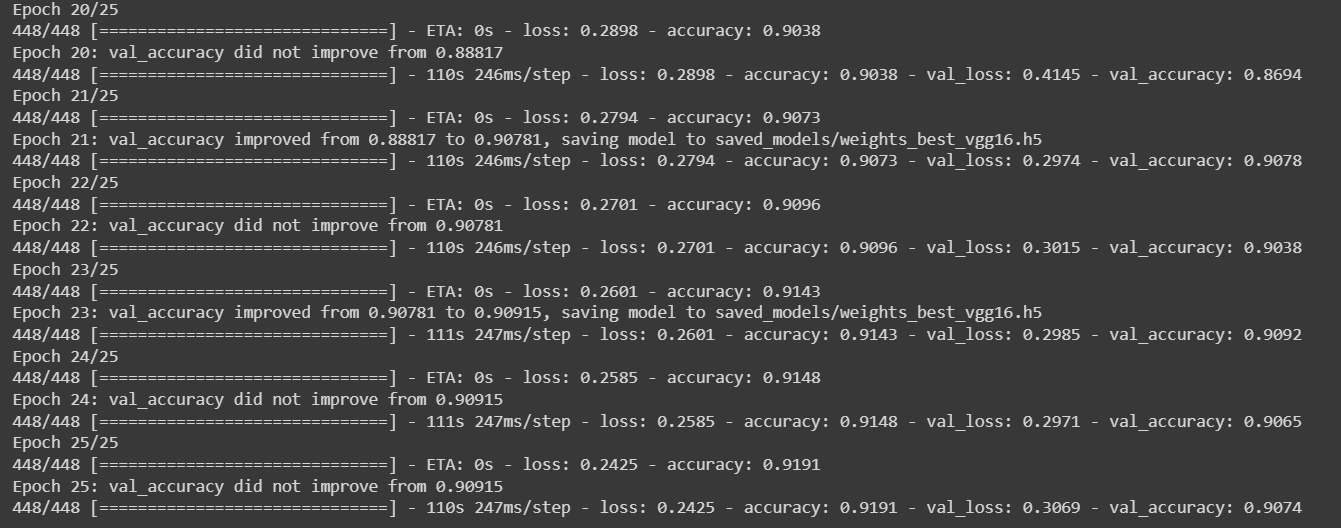 Epoch 20/25
448/448 [==============================] - ETA: 0s - loss: 0.2898 - accuracy: 0.9038
Epoch 20: val_accuracy did not improve from 0.88817
448/448 [==============================] - 110s 246ms/step - loss: 0.2898 - accuracy: 0.9038 - val_loss: 0.4145 - val_accuracy: 0.8694
Epoch 21/25
448/448 [==============================] - ETA: 0s - loss: 0.2794 - accuracy: 0.9073
Epoch 21: val_accuracy improved from 0.88817 to 0.90781, saving model to saved_models/weights_best_vgg16.h5
448/448 [==============================] - 110s 246ms/step - loss: 0.2794 - accuracy: 0.9073 - val_loss: 0.2974 - val_accuracy: 0.9078
Epoch 22/25
448/448 [==============================] - ETA: 0s - loss: 0.2701 - accuracy: 0.9096
Epoch 22: val_accuracy did not improve from 0.90781
448/448 [==============================] - 110s 246ms/step - loss: 0.2701 - accuracy: 0.9096 - val_loss: 0.3015 - val_accuracy: 0.9038
Epoch 23/25
448/448 [==============================] - ETA: 0s - loss: 0.2601 - accuracy: 0.9143
Epoch 23: val_accuracy improved from 0.90781 to 0.90915, saving model to saved_models/weights_best_vgg16.h5
448/448 [==============================] - 111s 247ms/step - loss: 0.2601 - accuracy: 0.9143 - val_loss: 0.2985 - val_accuracy: 0.9092
Epoch 24/25
448/448 [==============================] - ETA: 0s - loss: 0.2585 - accuracy: 0.9148
Epoch 24: val_accuracy did not improve from 0.90915
448/448 [==============================] - 111s 247ms/step - loss: 0.2585 - accuracy: 0.9148 - val_loss: 0.2971 - val_accuracy: 0.9065
Epoch 25/25
448/448 [==============================] - ETA: 0s - loss: 0.2425 - accuracy: 0.9191
Epoch 25: val_accuracy did not improve from 0.90915
448/448 [==============================] - 110s 247ms/step - loss: 0.2425 - accuracy: 0.9191 - val_loss: 0.3069 - val_accuracy: 0.9074